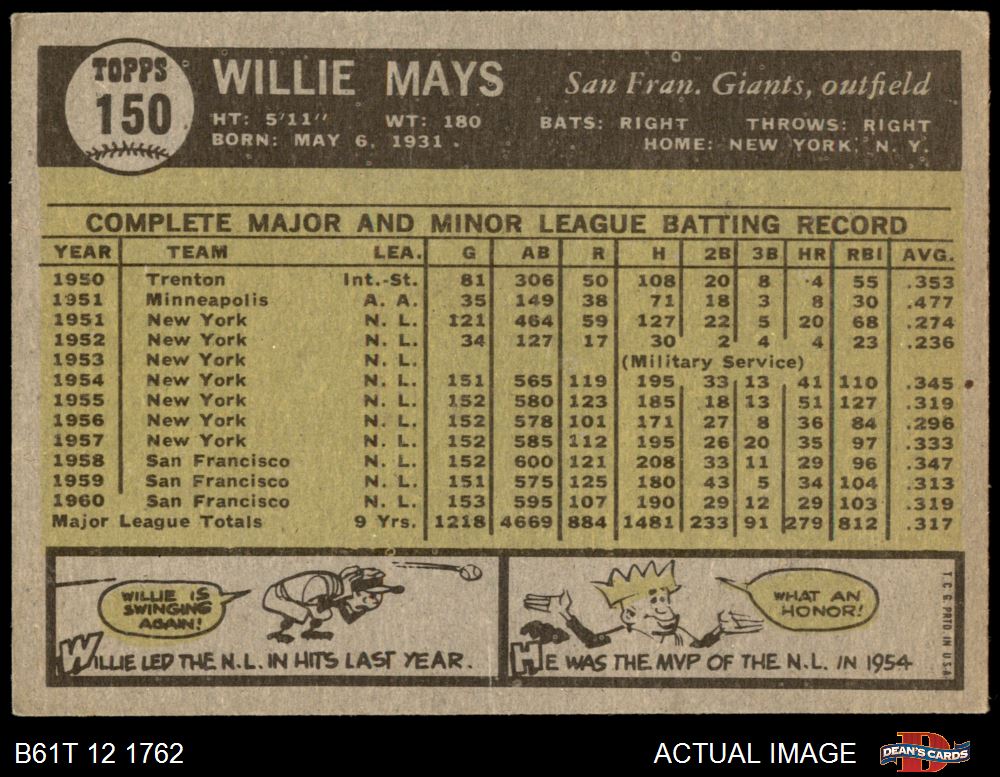 TOPPS
150
WILLIE MAYS San Fran. Giants, outfield
HT: 5'11" WT: 180 BATS: RIGHT THROWS: RIGHT
BORN: MAY 6, 1931 HOME: NEW YORK, N. Y.
COMPLETE MAJOR AND MINOR LEAGUE BATTING RECORD
YEAR TEAM LEA. G AB R H 2B 3B HR RBI AVG.
1950 Trenton Int.-St. 81 306 50 108 20 8 4 55 .353
1951 Minneapolis A. A. 35 149 38 71 18 3 8 30 .477
1951 New York N. L. 121 464 59 127 22 5 20 68 .274
1952 New York N. L. 34 127 17 30 2 4 4 23 .236
1953 New York N. L. (Military Service)
1954 New York N. L. 151 565 119 195 33 13 41 110 .345
1955 New York N. L. 152 580 123 185 18 13 51 127 .319
1956 New York N. L. 152 578 101 171 27 8 36 84 .296
1957 New York N. L. 152 585 112 195 26 20 35 97 .333
1958 San Francisco N. L. 152 600 121 208 33 11 29 96 .347
1959 San Francisco N. L. 151 575 125 180 43 5 34 104 .313
1960 San Francisco N. L. 153 595 107 190 29 12 29 103 .319
Major League Totals 9 Yrs. 1218 4669 884 1481 233 91 279 812 .317
WILLIE IS
SWINGING
AGAIN!
WILLIE LED THE N.L. IN HITS LAST YEAR.
WHAT AN
HONOR!
HE WAS THE MVP OF THE N.L. IN 1954
T.C.G. PRTD IN U.S.A.
B61T 12 1762 ACTUAL IMAGE
DEAN'S CARDS